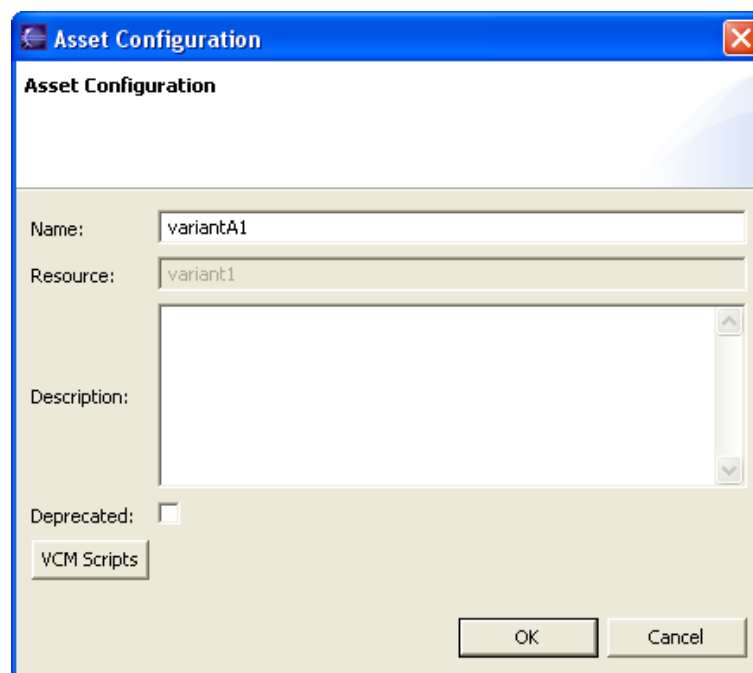 Asset Configuration
Asset Configuration
Name: variantA1
Resource: variant1
Description:
Deprecated:
VCM Scripts
OK Cancel